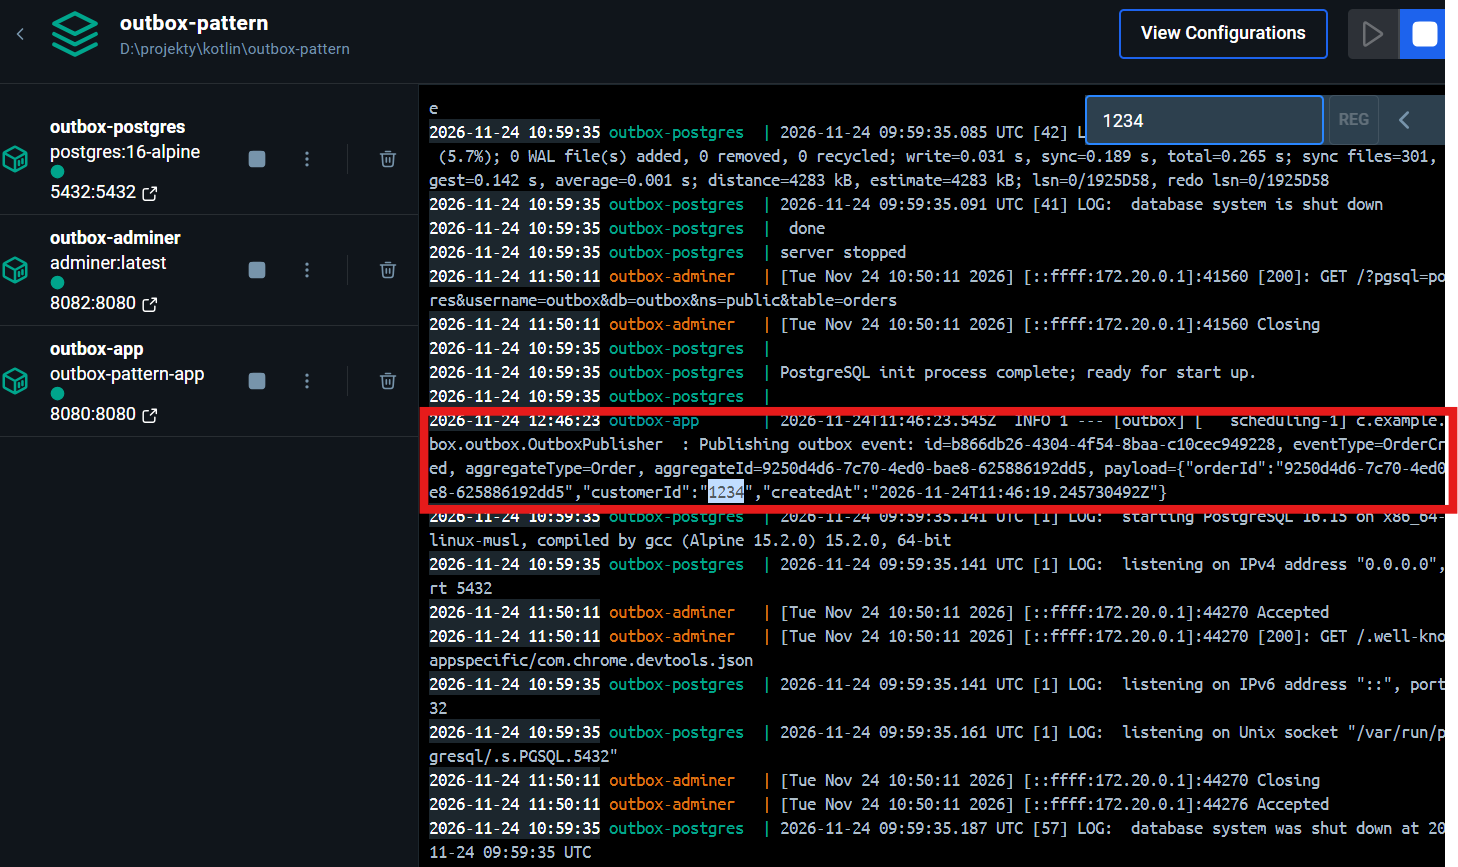 outbox-pattern
D:\projekty\kotlin\outbox-pattern
View Configurations
outbox-postgres
postgres:16-alpine
5432:5432
outbox-adminer
adminer:latest
8082:8080
outbox-app
outbox-pattern-app
8080:8080
1234
REG
e
2026-11-24 10:59:35 outbox-postgres | 2026-11-24 09:59:35.085 UTC [42] L
(5.7%); 0 WAL file(s) added, 0 removed, 0 recycled; write=0.031 s, sync=0.189 s, total=0.265 s; sync files=301,
gest=0.142 s, average=0.001 s; distance=4283 kB, estimate=4283 kB; lsn=0/1925D58, redo lsn=0/1925D58
2026-11-24 10:59:35 outbox-postgres | 2026-11-24 09:59:35.091 UTC [41] LOG: database system is shut down
2026-11-24 10:59:35 outbox-postgres | done
2026-11-24 10:59:35 outbox-postgres | server stopped
2026-11-24 11:50:11 outbox-adminer | [Tue Nov 24 10:50:11 2026] [::ffff:172.20.0.1]:41560 [200]: GET /?pgsql=po
res&username=outbox&db=outbox&ns=public&table=orders
2026-11-24 11:50:11 outbox-adminer | [Tue Nov 24 10:50:11 2026] [::ffff:172.20.0.1]:41560 Closing
2026-11-24 10:59:35 outbox-postgres |
2026-11-24 10:59:35 outbox-postgres | PostgreSQL init process complete; ready for start up.
2026-11-24 10:59:35 outbox-postgres |
2026-11-24 12:46:23 outbox-app | 2026-11-24T11:46:23.545Z INFO 1 --- [outbox] [ scheduling-1] c.example.
box.outbox.OutboxPublisher : Publishing outbox event: id=b866db26-4304-4f54-8baa-c10cec949228, eventType=OrderCr
ed, aggregateType=Order, aggregateId=9250d4d6-7c70-4ed0-bae8-625886192dd5, payload={"orderId":"9250d4d6-7c70-4ed0
e8-625886192dd5","customerId":"1234","createdAt":"2026-11-24T11:46:19.245730492Z"}
2026-11-24 10:59:35 outbox-postgres | 2026-11-24 09:59:35.141 UTC [1] LOG: starting PostgreSQL 16.15 on x86_64-
linux-musl, compiled by gcc (Alpine 15.2.0) 15.2.0, 64-bit
2026-11-24 10:59:35 outbox-postgres | 2026-11-24 09:59:35.141 UTC [1] LOG: listening on IPv4 address "0.0.0.0",
rt 5432
2026-11-24 11:50:11 outbox-adminer | [Tue Nov 24 10:50:11 2026] [::ffff:172.20.0.1]:44270 Accepted
2026-11-24 11:50:11 outbox-adminer | [Tue Nov 24 10:50:11 2026] [::ffff:172.20.0.1]:44270 [200]: GET /.well-kno
appspecific/com.chrome.devtools.json
2026-11-24 10:59:35 outbox-postgres | 2026-11-24 09:59:35.141 UTC [1] LOG: listening on IPv6 address "::", port
32
2026-11-24 10:59:35 outbox-postgres | 2026-11-24 09:59:35.161 UTC [1] LOG: listening on Unix socket "/var/run/p
gresql/.s.PGSQL.5432"
2026-11-24 11:50:11 outbox-adminer | [Tue Nov 24 10:50:11 2026] [::ffff:172.20.0.1]:44270 Closing
2026-11-24 11:50:11 outbox-adminer | [Tue Nov 24 10:50:11 2026] [::ffff:172.20.0.1]:44276 Accepted
2026-11-24 10:59:35 outbox-postgres | 2026-11-24 09:59:35.187 UTC [57] LOG: database system was shut down at 20
11-24 09:59:35 UTC